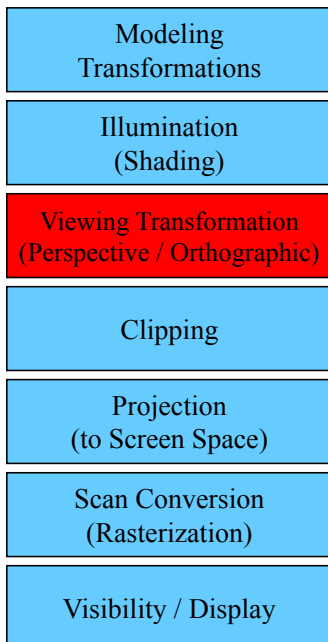 Modeling
Transformations
Illumination
(Shading)
Viewing Transformation
(Perspective / Orthographic)
Clipping
Projection
(to Screen Space)
Scan Conversion
(Rasterization)
Visibility / Display